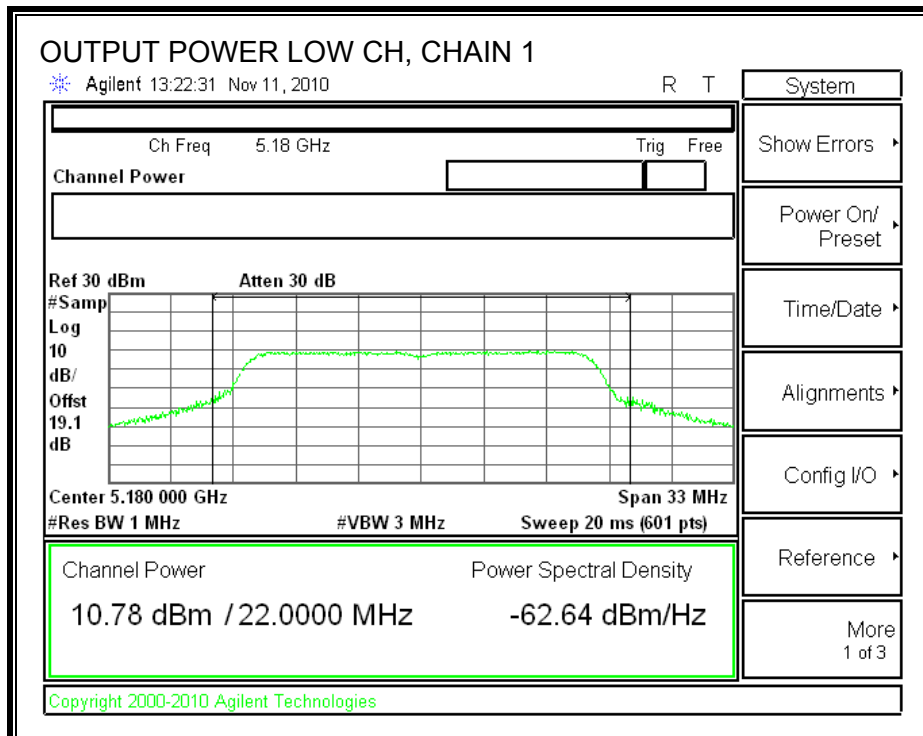 OUTPUT POWER LOW CH, CHAIN 1
Agilent 13:22:31 Nov 11, 2010 R T
System
Ch Freq 5.18 GHz Trig Free
Show Errors
Channel Power
Power On/
Preset
Ref 30 dBm Atten 30 dB
#Samp
Log
10
dB/
Offst
19.1
dB
Time/Date
Alignments
Config I/O
Center 5.180 000 GHz Span 33 MHz
#Res BW 1 MHz #VBW 3 MHz Sweep 20 ms (601 pts)
Channel Power Power Spectral Density
10.78 dBm / 22.0000 MHz -62.64 dBm/Hz
Reference
More
1 of 3
Copyright 2000-2010 Agilent Technologies